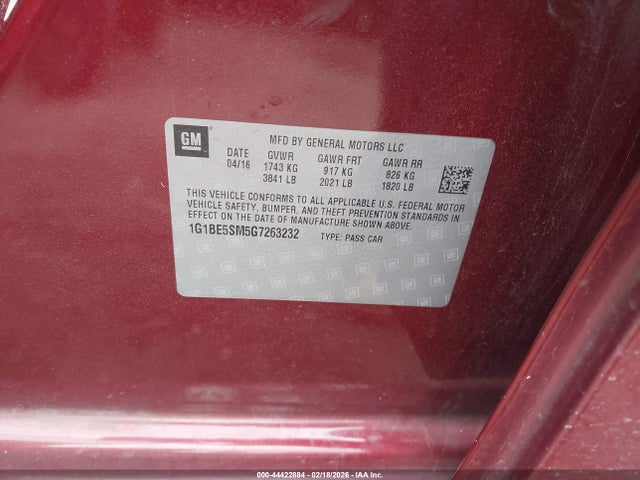 GM
MFD BY GENERAL MOTORS LLC
DATE GVWR GAWR FRT GAWR RR
04/16 1743 KG 917 KG 826 KG
3841 LB 2021 LB 1820 LB
THIS VEHICLE CONFORMS TO ALL APPLICABLE U.S. FEDERAL MOTOR
VEHICLE SAFETY, BUMPER, AND THEFT PREVENTION STANDARDS IN
EFFECT ON THE DATE OF MANUFACTURE SHOWN ABOVE.
1G1BE5SM5G7263232 TYPE: PASS CAR
000-44422884 - 02/18/2026 - IAA Inc.